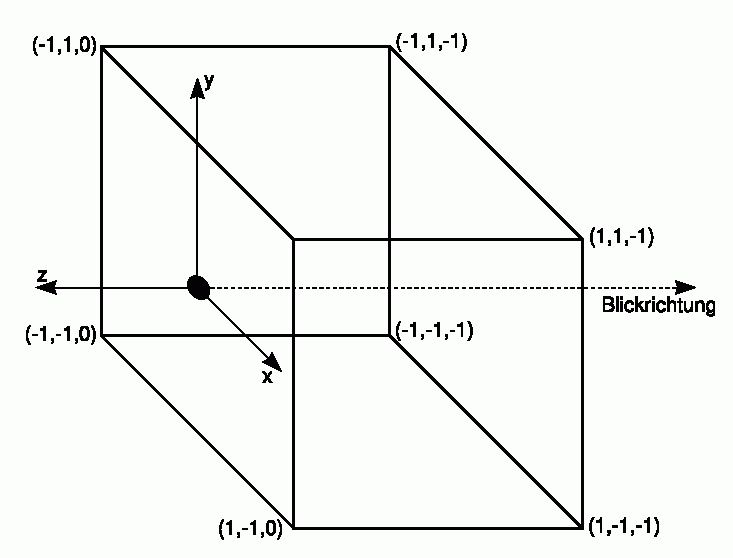 (-1,1,0)
(-1,1,-1)
y
(1,1,-1)
z
Blickrichtung
(-1,-1,0)
(-1,-1,-1)
x
(1,-1,0)
(1,-1,-1)